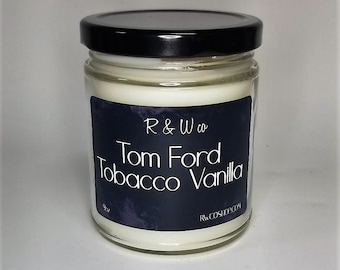 R & W co
Tom Ford
Tobacco Vanilla